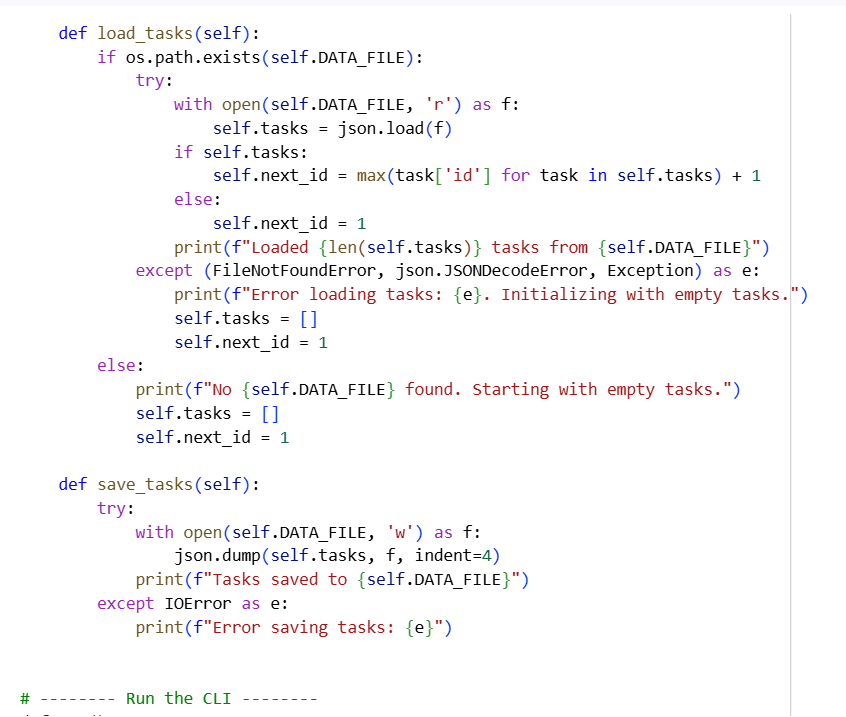 def load_tasks(self):
        if os.path.exists(self.DATA_FILE):
            try:
                with open(self.DATA_FILE, 'r') as f:
                    self.tasks = json.load(f)
                if self.tasks:
                    self.next_id = max(task['id'] for task in self.tasks) + 1
                else:
                    self.next_id = 1
                print(f"Loaded {len(self.tasks)} tasks from {self.DATA_FILE}")
            except (FileNotFoundError, json.JSONDecodeError, Exception) as e:
                print(f"Error loading tasks: {e}. Initializing with empty tasks.")
                self.tasks = []
                self.next_id = 1
        else:
            print(f"No {self.DATA_FILE} found. Starting with empty tasks.")
            self.tasks = []
            self.next_id = 1

    def save_tasks(self):
        try:
            with open(self.DATA_FILE, 'w') as f:
                json.dump(self.tasks, f, indent=4)
            print(f"Tasks saved to {self.DATA_FILE}")
        except IOError as e:
            print(f"Error saving tasks: {e}")

# -------- Run the CLI --------